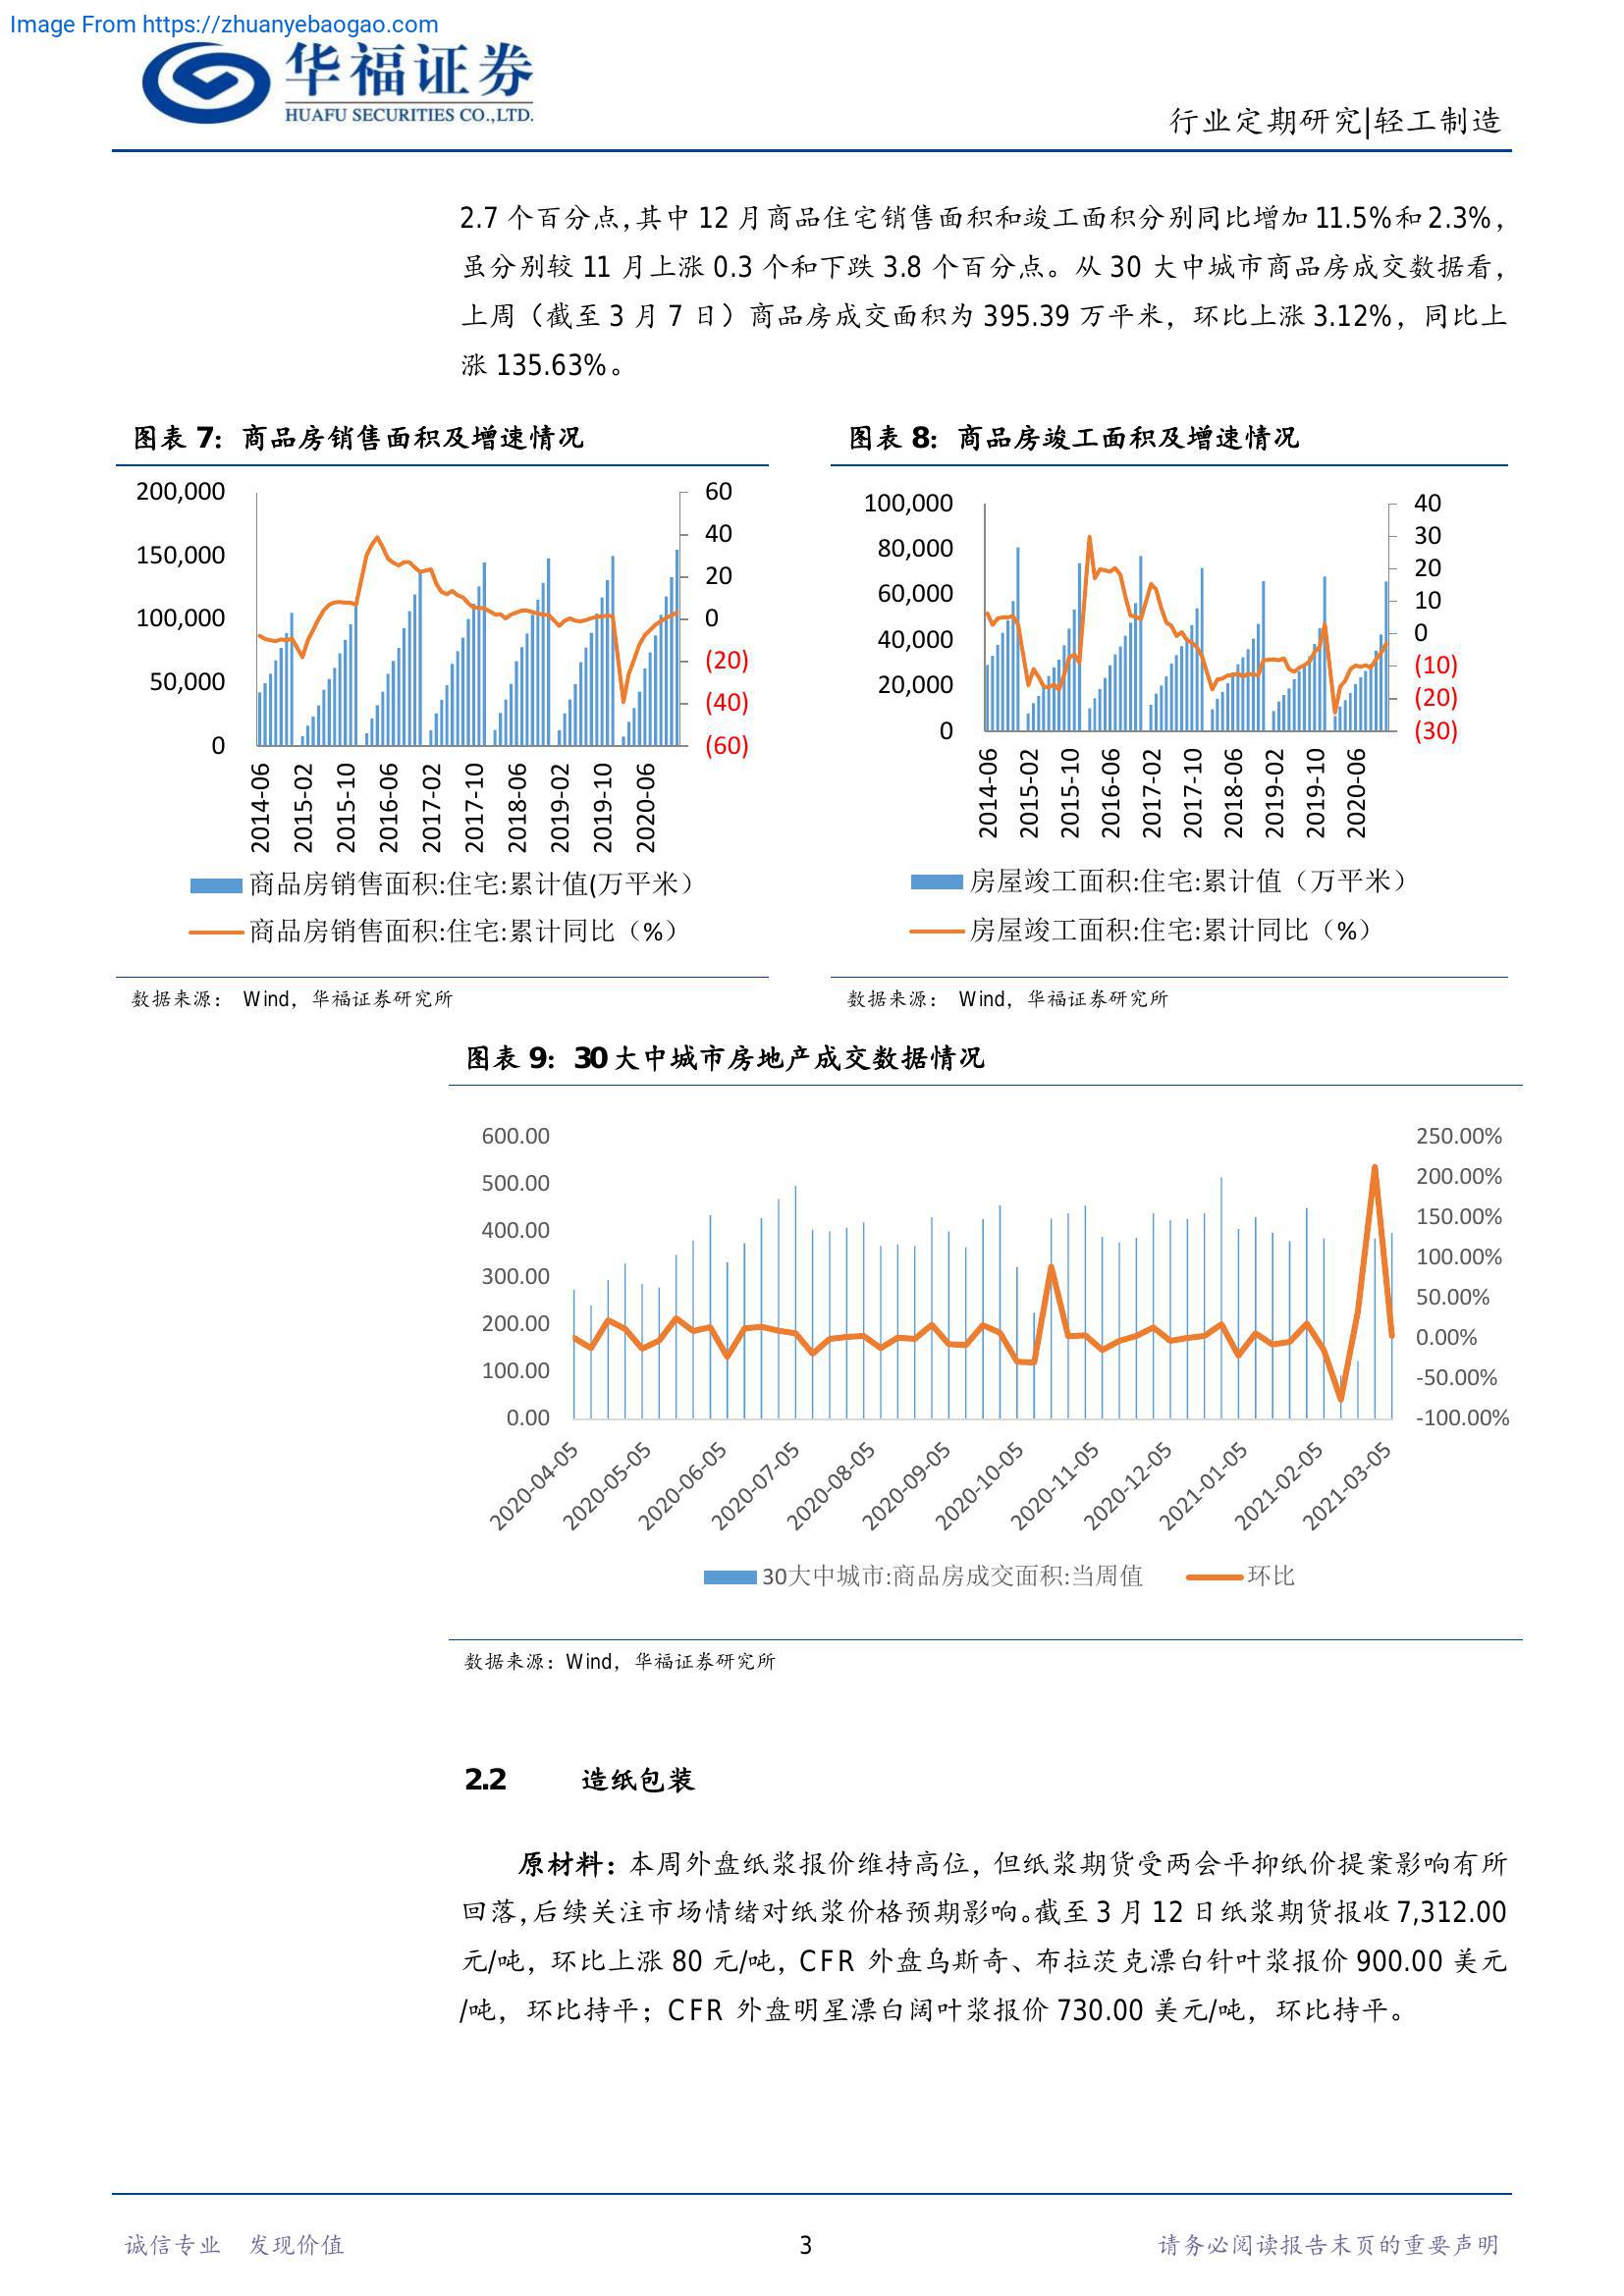 Image From https://zhuanyebaogao.com
华福证券
HUAFU SECURITIES CO.,LTD.
行业定期研究|轻工制造
2.7 个百分点,其中 12 月商品住宅销售面积和竣工面积分别同比增加 11.5%和 2.3%，
虽分别较 11 月上涨 0.3 个和下跌 3.8 个百分点。从 30 大中城市商品房成交数据看，
上周（截至 3 月 7 日）商品房成交面积为 395.39 万平米，环比上涨 3.12%，同比上
涨 135.63%。
图表 7：商品房销售面积及增速情况
200,000
150,000
100,000
50,000
0
60
40
20
0
(20)
(40)
(60)
2014-06
2015-02
2015-10
2016-06
2017-02
2017-10
2018-06
2019-02
2019-10
2020-06
商品房销售面积:住宅:累计值(万平米）
商品房销售面积:住宅:累计同比（%）
数据来源： Wind，华福证券研究所
图表 8：商品房竣工面积及增速情况
100,000
80,000
60,000
40,000
20,000
0
40
30
20
10
0
(10)
(20)
(30)
2014-06
2015-02
2015-10
2016-06
2017-02
2017-10
2018-06
2019-02
2019-10
2020-06
房屋竣工面积:住宅:累计值（万平米）
房屋竣工面积:住宅:累计同比（%）
数据来源： Wind，华福证券研究所
图表 9：30 大中城市房地产成交数据情况
600.00
500.00
400.00
300.00
200.00
100.00
0.00
250.00%
200.00%
150.00%
100.00%
50.00%
0.00%
-50.00%
-100.00%
2020-04-05
2020-05-05
2020-06-05
2020-07-05
2020-08-05
2020-09-05
2020-10-05
2020-11-05
2020-12-05
2021-01-05
2021-02-05
2021-03-05
30大中城市:商品房成交面积:当周值
环比
数据来源：Wind，华福证券研究所
2.2 造纸包装
原材料：本周外盘纸浆报价维持高位，但纸浆期货受两会平抑纸价提案影响有所
回落,后续关注市场情绪对纸浆价格预期影响。截至 3 月 12 日纸浆期货报收 7,312.00
元/吨，环比上涨 80 元/吨，CFR 外盘乌斯奇、布拉茨克漂白针叶浆报价 900.00 美元
/吨，环比持平；CFR 外盘明星漂白阔叶浆报价 730.00 美元/吨，环比持平。
诚信专业 发现价值
3
请务必阅读报告末页的重要声明